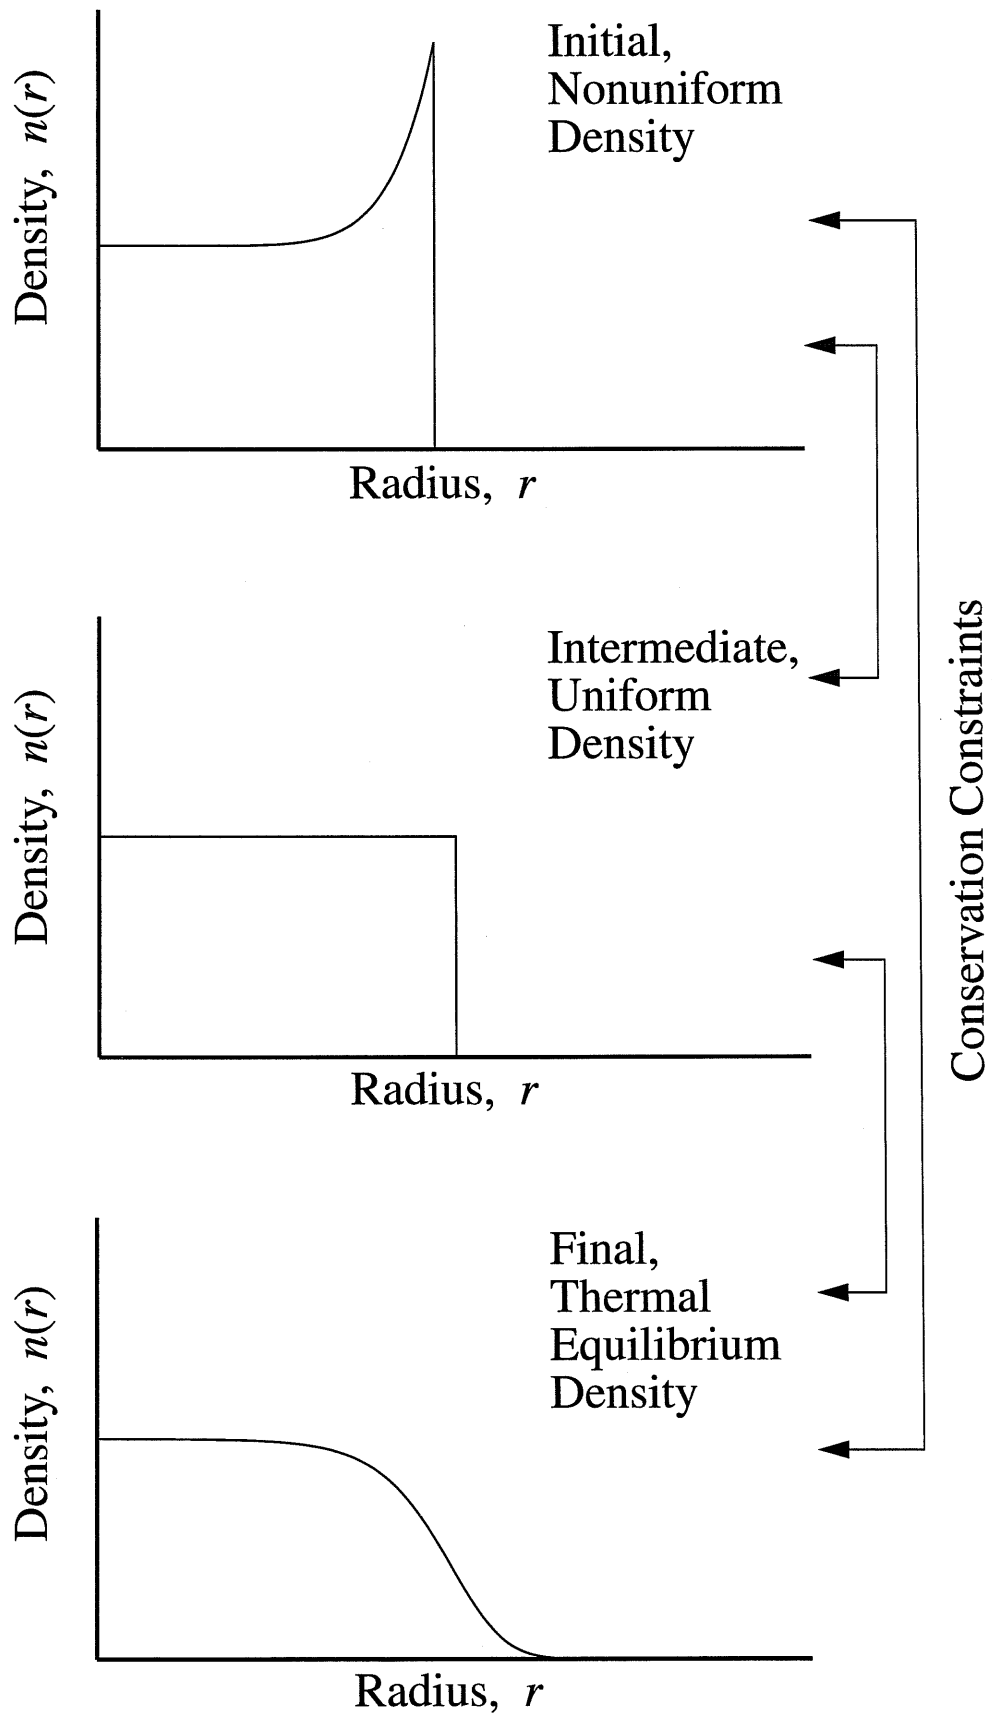 Initial,
Nonuniform
Density
Density, n(r)
Radius, r
Intermediate,
Uniform
Density
Density, n(r)
Radius, r
Final,
Thermal
Equilibrium
Density
Density, n(r)
Radius, r
Conservation Constraints